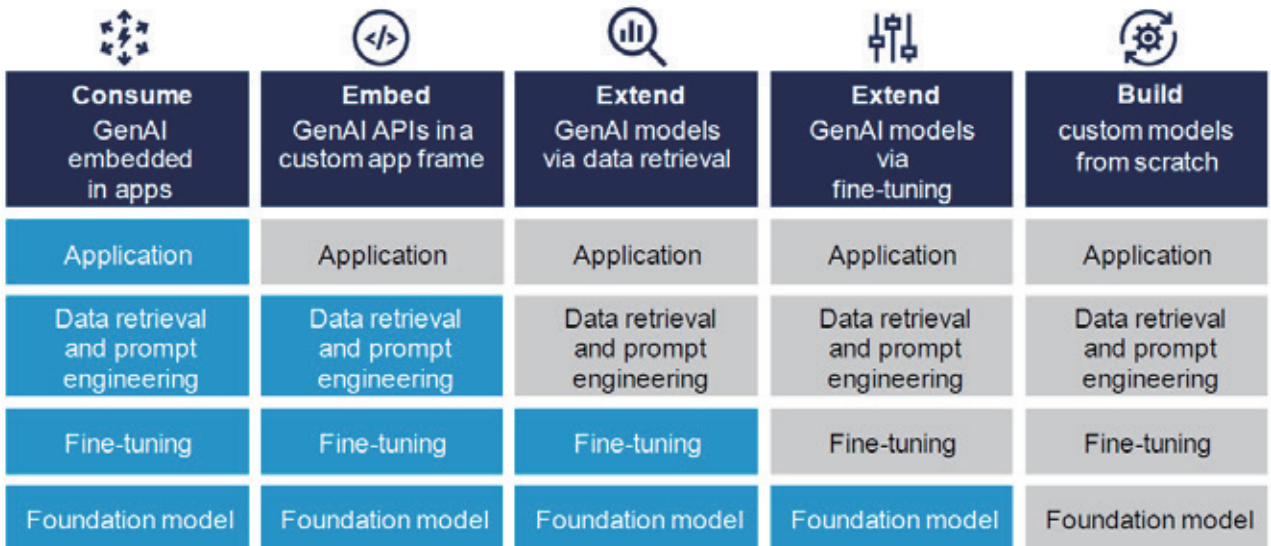 Consume
GenAI
embedded
in apps
Embed
GenAI APIs in a
custom app frame
Extend
GenAI models
via data retrieval
Extend
GenAI models
via
fine-tuning
Build
custom models
from scratch
Application
Application
Application
Application
Application
Data retrieval
and prompt
engineering
Data retrieval
and prompt
engineering
Data retrieval
and prompt
engineering
Data retrieval
and prompt
engineering
Data retrieval
and prompt
engineering
Fine-tuning
Fine-tuning
Fine-tuning
Fine-tuning
Fine-tuning
Foundation model
Foundation model
Foundation model
Foundation model
Foundation model